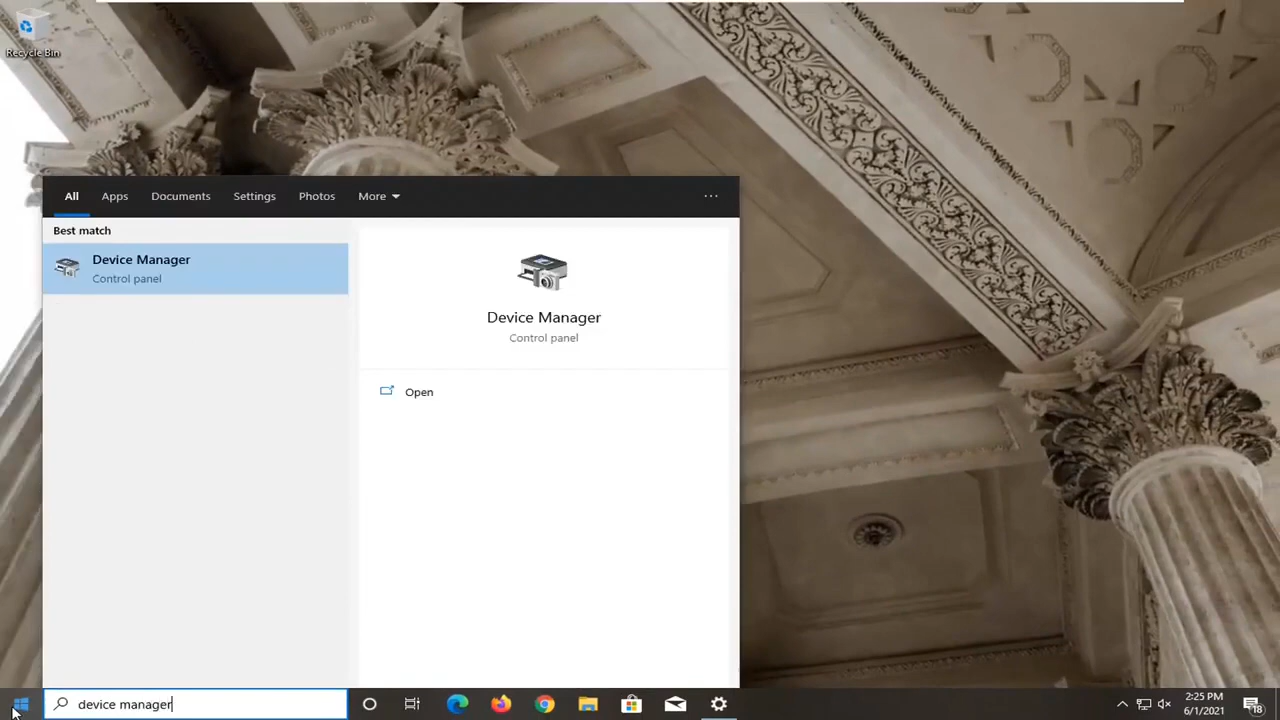 Recycle Bin
All Apps Documents Settings Photos More
Best match
Device Manager
Control panel
Device Manager
Control panel
Open
device manager
2:25 PM
6/1/2021
18